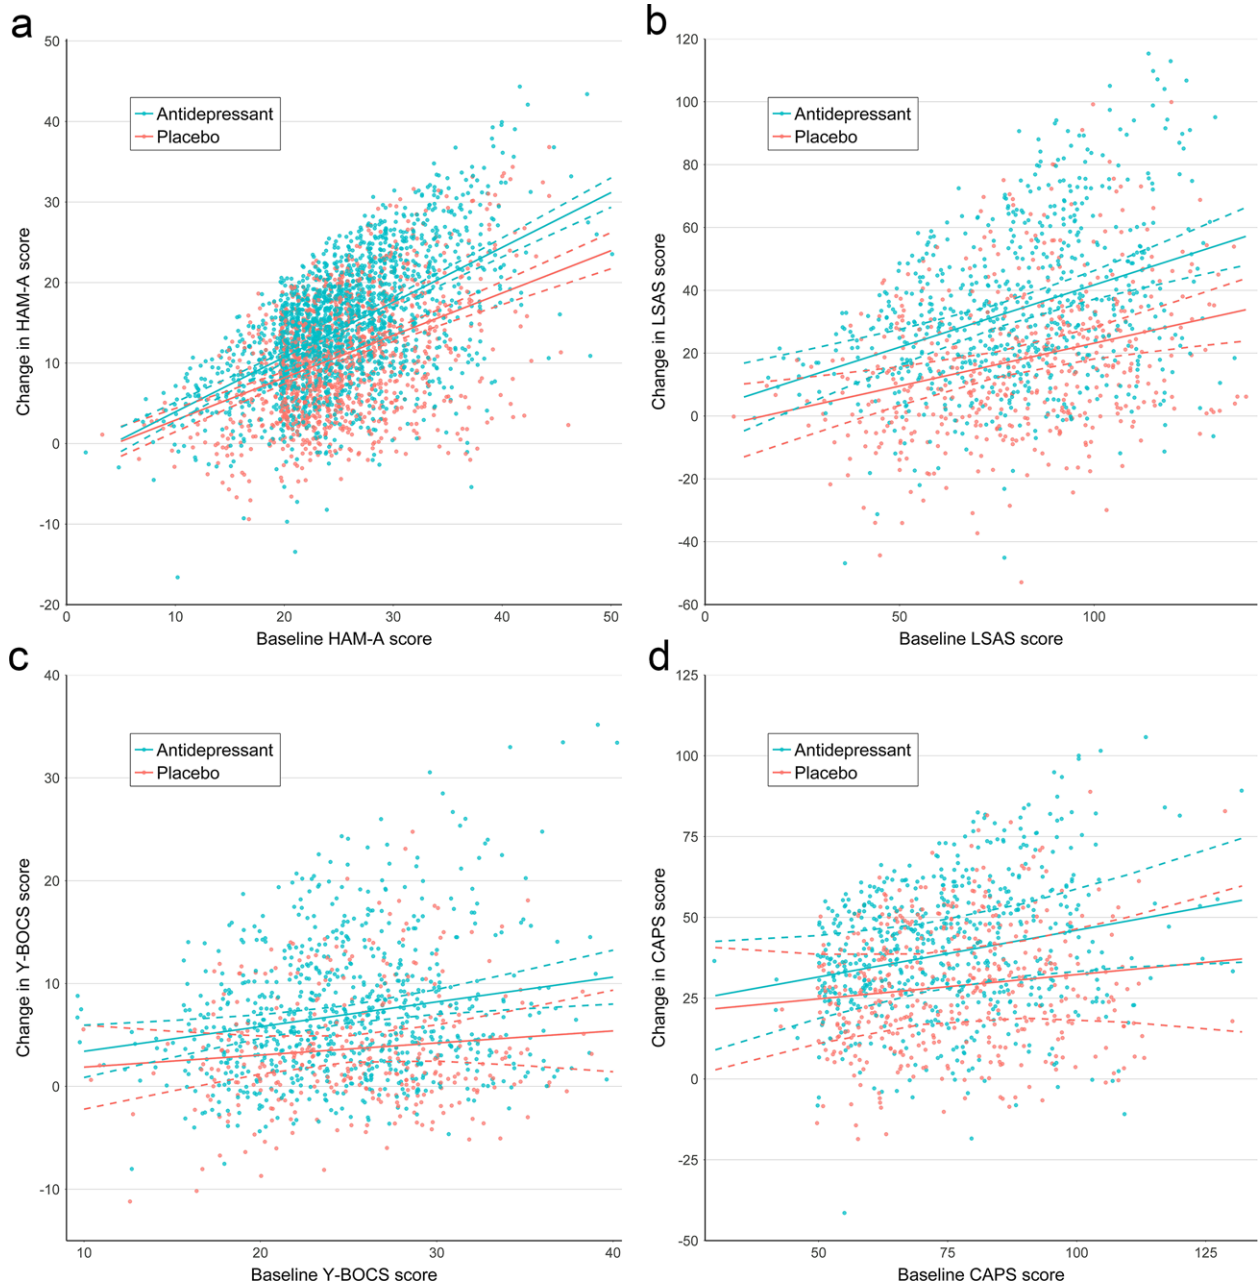 a
50
40
30
20
10
0
-10
-20
0
10
20
30
40
50
Change in HAM-A score
Baseline HAM-A score
Antidepressant
Placebo
b
120
100
80
60
40
20
0
-20
-40
-60
0
50
100
Change in LSAS score
Baseline LSAS score
Antidepressant
Placebo
c
40
30
20
10
0
-10
10
20
30
40
Change in Y-BOCS score
Baseline Y-BOCS score
Antidepressant
Placebo
d
125
100
75
50
25
0
-25
-50
50
75
100
125
Change in CAPS score
Baseline CAPS score
Antidepressant
Placebo